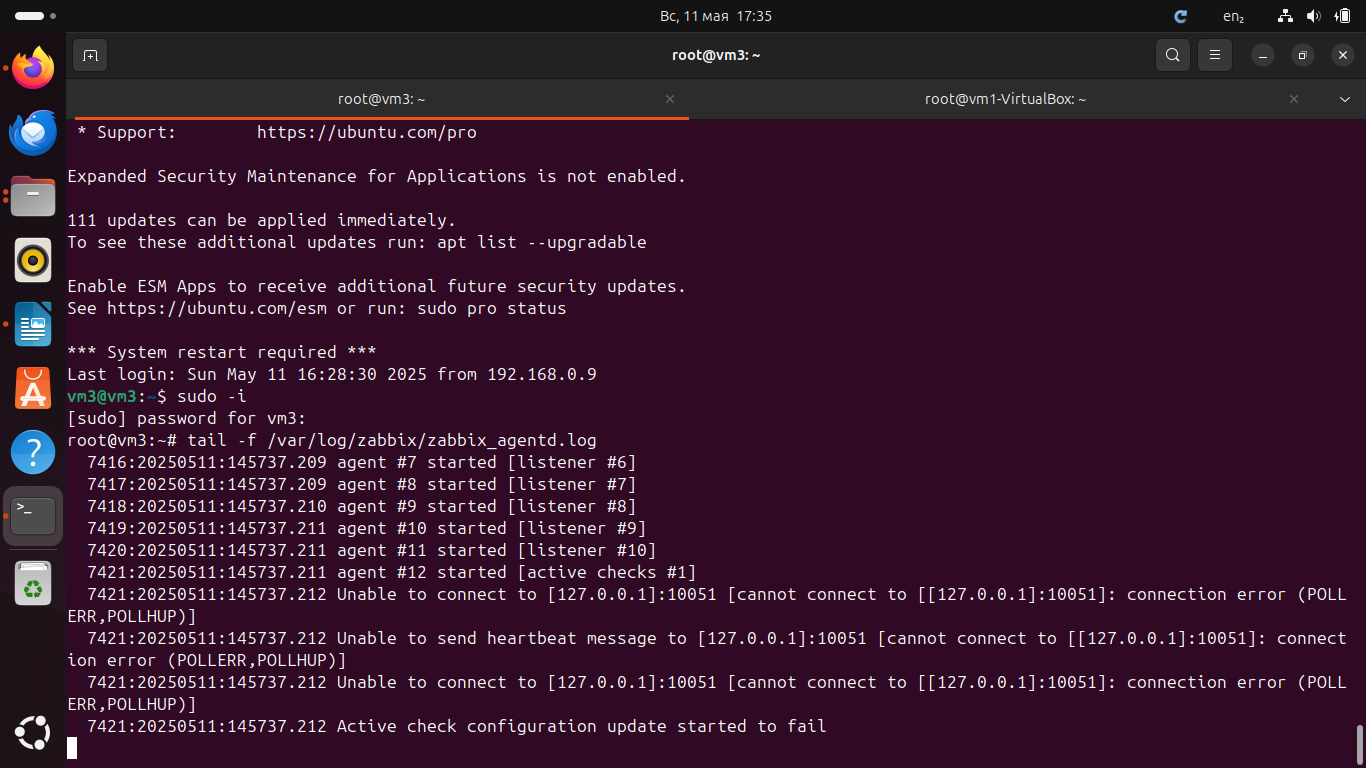 Вс, 11 мая 17:35
en₂
root@vm3: ~
root@vm3: ~
root@vm1-VirtualBox: ~
* Support:        https://ubuntu.com/pro
Expanded Security Maintenance for Applications is not enabled.
111 updates can be applied immediately.
To see these additional updates run: apt list --upgradable
Enable ESM Apps to receive additional future security updates.
See https://ubuntu.com/esm or run: sudo pro status
*** System restart required ***
Last login: Sun May 11 16:28:30 2025 from 192.168.0.9
vm3@vm3:~$ sudo -i
[sudo] password for vm3:
root@vm3:~# tail -f /var/log/zabbix/zabbix_agentd.log
7416:20250511:145737.209 agent #7 started [listener #6]
7417:20250511:145737.209 agent #8 started [listener #7]
7418:20250511:145737.210 agent #9 started [listener #8]
7419:20250511:145737.211 agent #10 started [listener #9]
7420:20250511:145737.211 agent #11 started [listener #10]
7421:20250511:145737.211 agent #12 started [active checks #1]
7421:20250511:145737.212 Unable to connect to [127.0.0.1]:10051 [cannot connect to [[127.0.0.1]:10051]: connection error (POLL
ERR,POLLHUP)]
7421:20250511:145737.212 Unable to send heartbeat message to [127.0.0.1]:10051 [cannot connect to [[127.0.0.1]:10051]: connect
ion error (POLLERR,POLLHUP)]
7421:20250511:145737.212 Unable to connect to [127.0.0.1]:10051 [cannot connect to [[127.0.0.1]:10051]: connection error (POLL
ERR,POLLHUP)]
7421:20250511:145737.212 Active check configuration update started to fail